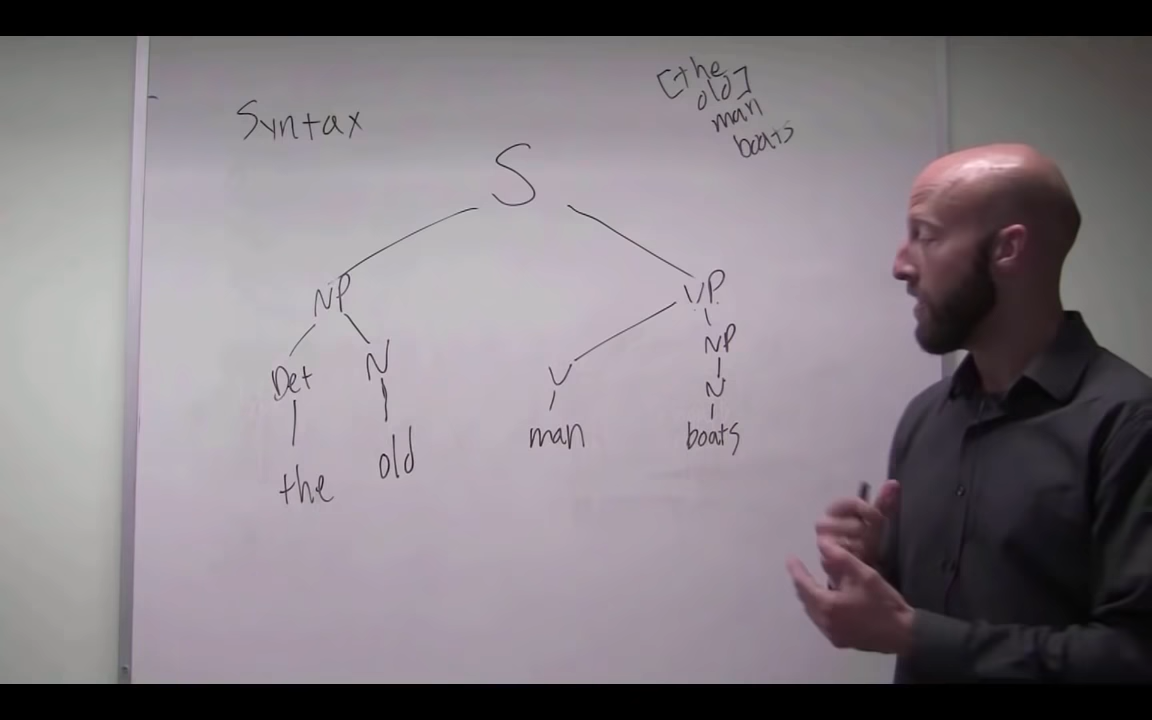 [the
old]
man
boats
Syntax
S
NP
VP
Det
N
V
NP
N
the
old
man
boats